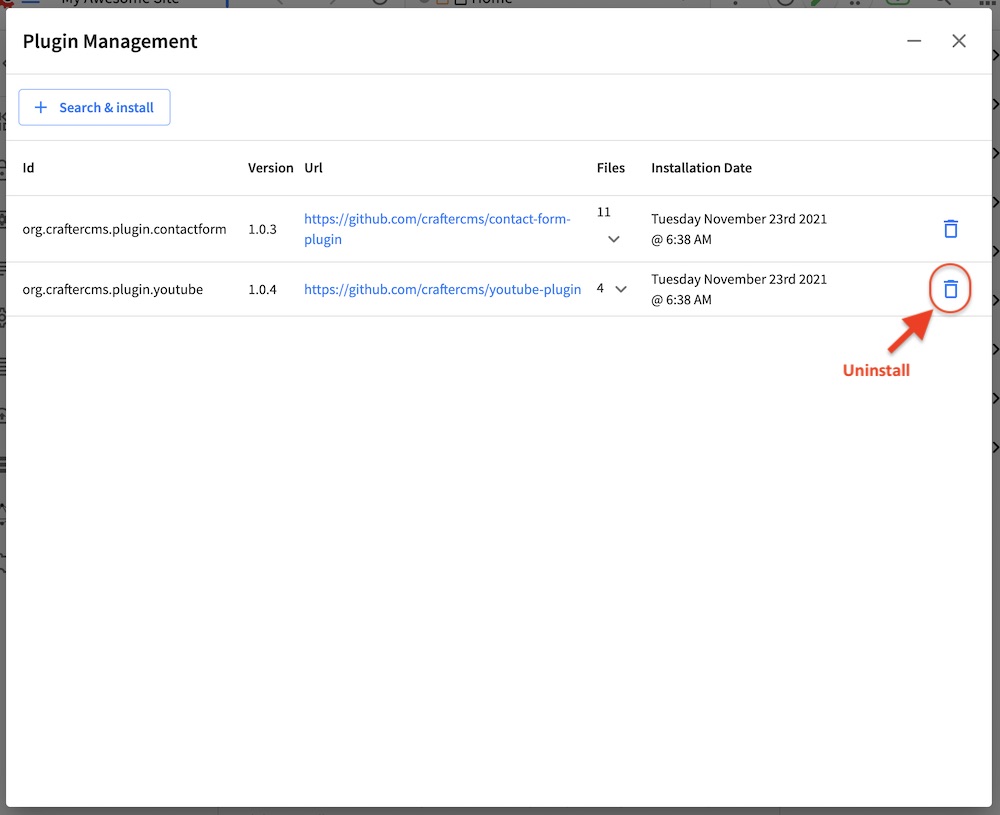 My Awesome Site
Home
Plugin Management
Search & install
Id Version Url Files Installation Date
org.craftercms.plugin.contactform 1.0.3 https://github.com/craftercms/contact-form-
plugin 11 Tuesday November 23rd 2021
@ 6:38 AM
org.craftercms.plugin.youtube 1.0.4 https://github.com/craftercms/youtube-plugin 4 Tuesday November 23rd 2021
@ 6:38 AM
Uninstall